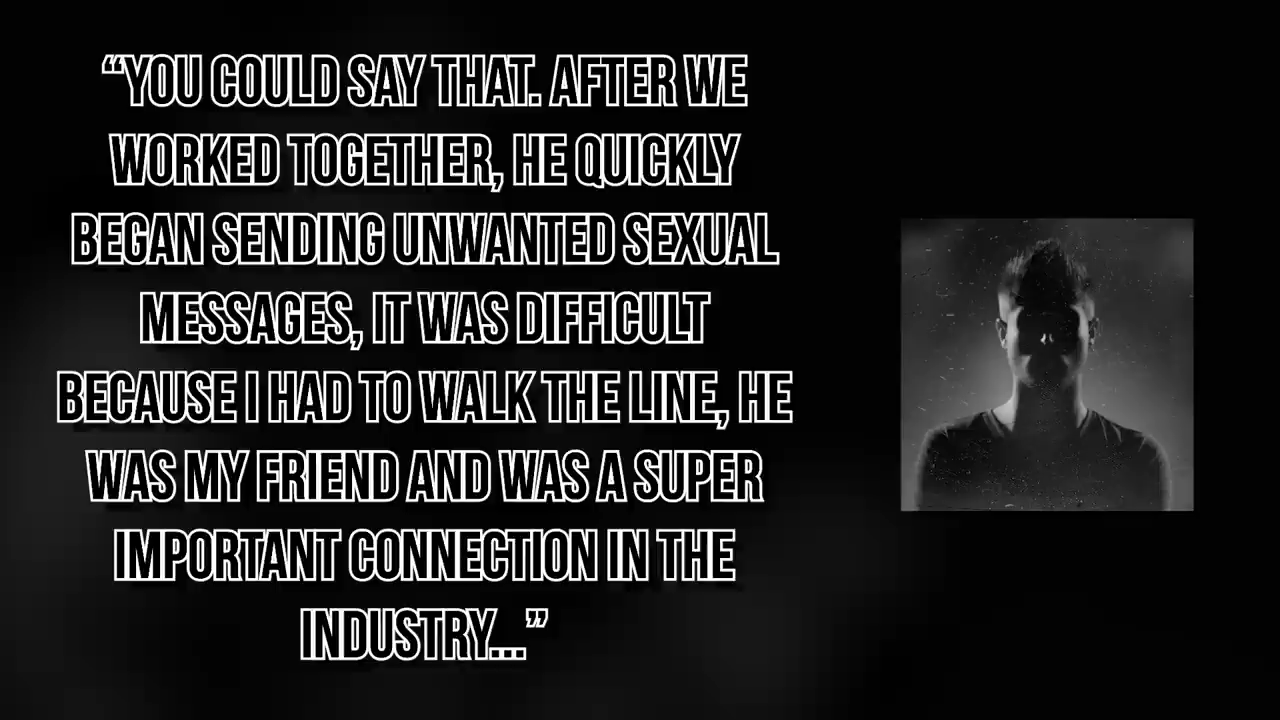 “YOU COULD SAY THAT. AFTER WE
WORKED TOGETHER, HE QUICKLY
BEGAN SENDING UNWANTED SEXUAL
MESSAGES, IT WAS DIFFICULT
BECAUSE I HAD TO WALK THE LINE, HE
WAS MY FRIEND AND WAS A SUPER
IMPORTANT CONNECTION IN THE
INDUSTRY...”